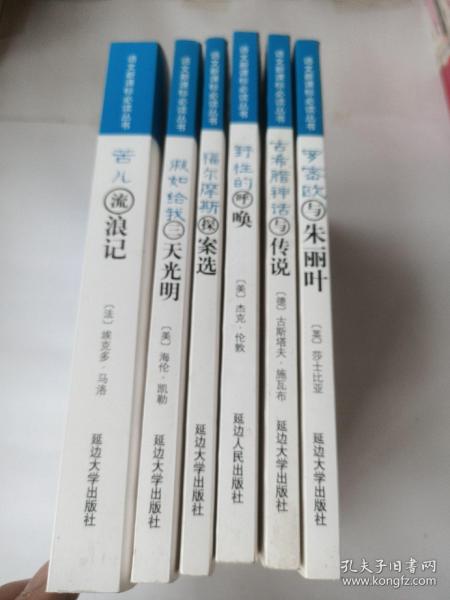 语文新课标必读丛书
苦儿流浪记
〔法〕埃克多·马洛
延边大学出版社
语文新课标必读丛书
假如给我三天光明
〔美〕海伦·凯勒
延边大学出版社
语文新课标必读丛书
福尔摩斯探案选
延边大学出版社
语文新课标必读丛书
野性的呼唤
〔美〕杰克·伦敦
延边人民出版社
语文新课标必读丛书
古希腊神话与传说
〔德〕古斯塔夫·施瓦布
延边大学出版社
语文新课标必读丛书
罗密欧与朱丽叶
〔英〕莎士比亚
延边大学出版社
孔夫子旧书网
www.kongfz.com